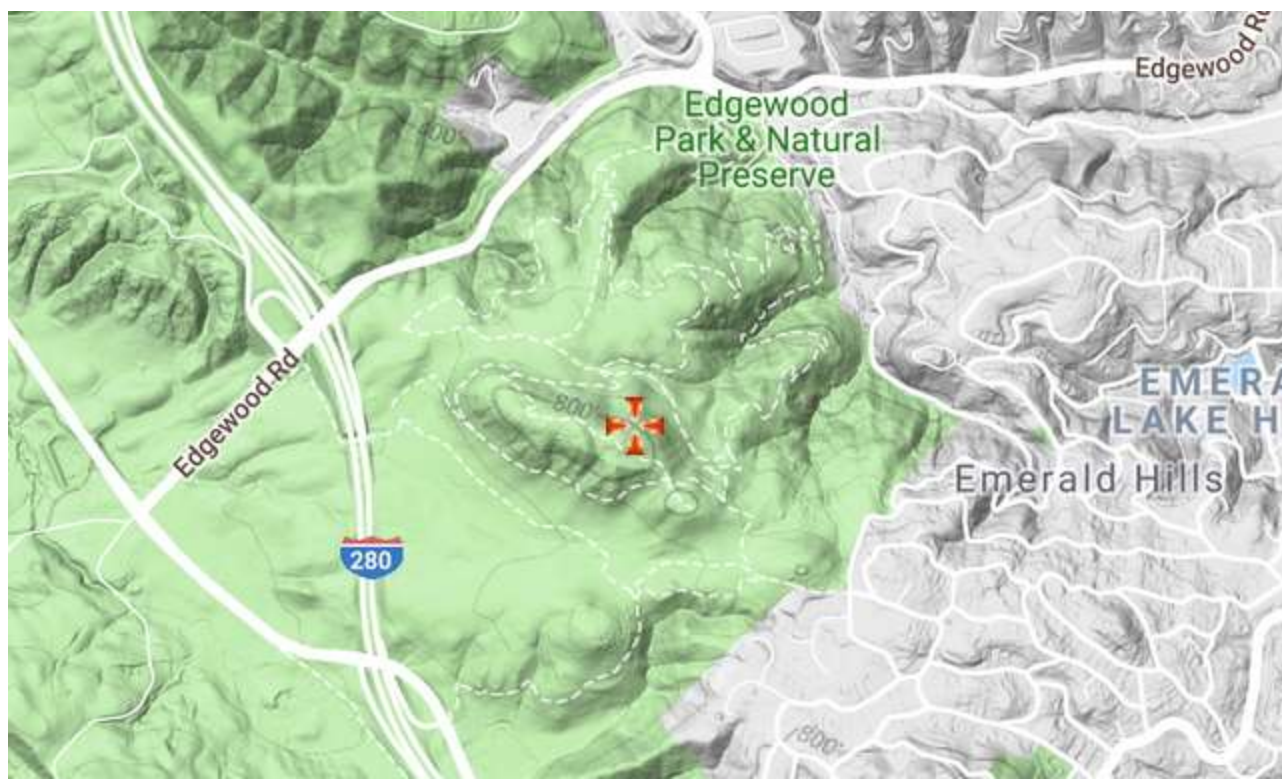 Edgewood Rd
Edgewood
Park & Natural
Preserve
800'
Edgewood Rd
800'
EMERA
LAKE H
Emerald Hills
280
800'